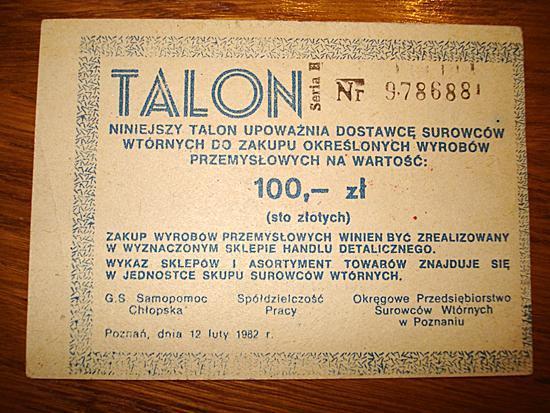 TALON Seria H Nr 9786881
NINIEJSZY TALON UPOWAŻNIA DOSTAWCĘ SUROWCÓW
WTÓRNYCH DO ZAKUPU OKREŚLONYCH WYROBÓW
PRZEMYSŁOWYCH NA WARTOŚĆ:
100,— zł
(sto złotych)
ZAKUP WYROBÓW PRZEMYSŁOWYCH WINIEN BYĆ ZREALIZOWANY
W WYZNACZONYM SKLEPIE HANDLU DETALICZNEGO.
WYKAZ SKLEPÓW I ASORTYMENT TOWARÓW ZNAJDUJE SIĘ
W JEDNOSTCE SKUPU SUROWCÓW WTÓRNYCH.
G.S Samopomoc Spółdzielczość Okręgowe Przedsiębiorstwo
Chłopska Pracy Surowców Wtórnych
w Poznaniu
Poznań, dnia 12 luty 1982 r.